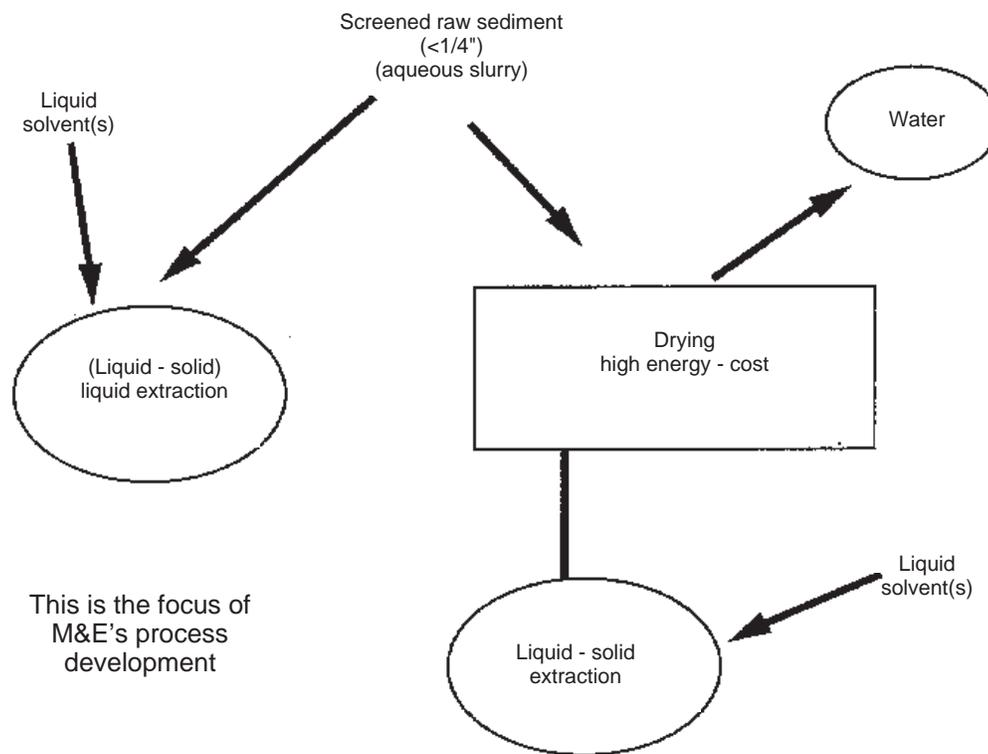 Screened raw sediment
(<1/4")
(aqueous slurry)
Liquid
solvent(s)
Water
(Liquid - solid)
liquid extraction
Drying
high energy - cost
This is the focus of
M&E's process
development
Liquid - solid
extraction
Liquid
solvent(s)